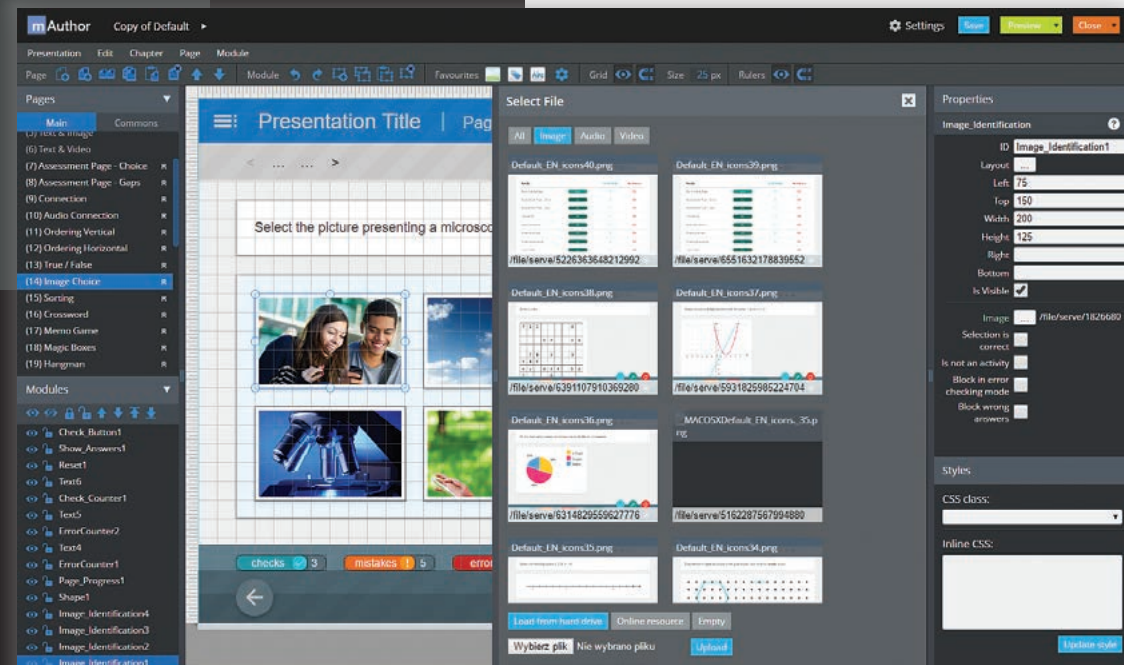 mAuthor Copy of Default
Settings Save Preview Close
Presentation Edit Chapter Page Module
Page Module Favourites Grid Size 25 px Rulers
Pages
Main Commons
(5) Text & Image
(6) Text & Video
(7) Assessment Page - Choice R
(8) Assessment Page - Gaps R
(9) Connection R
(10) Audio Connection R
(11) Ordering Vertical R
(12) Ordering Horizontal R
(13) True / False R
(14) Image Choice R
(15) Sorting R
(16) Crossword R
(17) Memo Game R
(18) Magic Boxes R
(19) Hangman R
Modules
Check_Button1
Show_Answers1
Reset1
Text6
Check_Counter1
Text5
ErrorCounter2
Text4
ErrorCounter1
Page_Progress1
Shape1
Image_Identification4
Image_Identification3
Image_Identification2
Image_Identification1
Presentation Title | Pag
< ... ... >
Select the picture presenting a microsco
checks 3 mistakes ! 5 error
Select File
All Image Audio Video
Default_EN_icons40.png
/file/serve/5226363648212992
Default_EN_icons39.png
/file/serve/6551632178839552
Default_EN_icons38.png
/file/serve/6391107910369280
Default_EN_icons37.png
/file/serve/5931825985224704
Default_EN_icons36.png
/file/serve/6314829559627776
__MACOSXDefault_EN_icons._35.p
ng
/file/serve/5162287567994880
Default_EN_icons35.png
Default_EN_icons34.png
Load from hard drive Online resource Empty
Wybierz plik Nie wybrano pliku Upload
Properties
Image_Identification ?
ID Image_Identification1
Layout ...
Left 75
Top 150
Width 200
Height 125
Right
Bottom
Is Visible
Image ... /file/serve/1826680
Selection is
correct
Is not an activity
Block in error
checking mode
Block wrong
answers
Styles
CSS class:
Inline CSS:
Update style